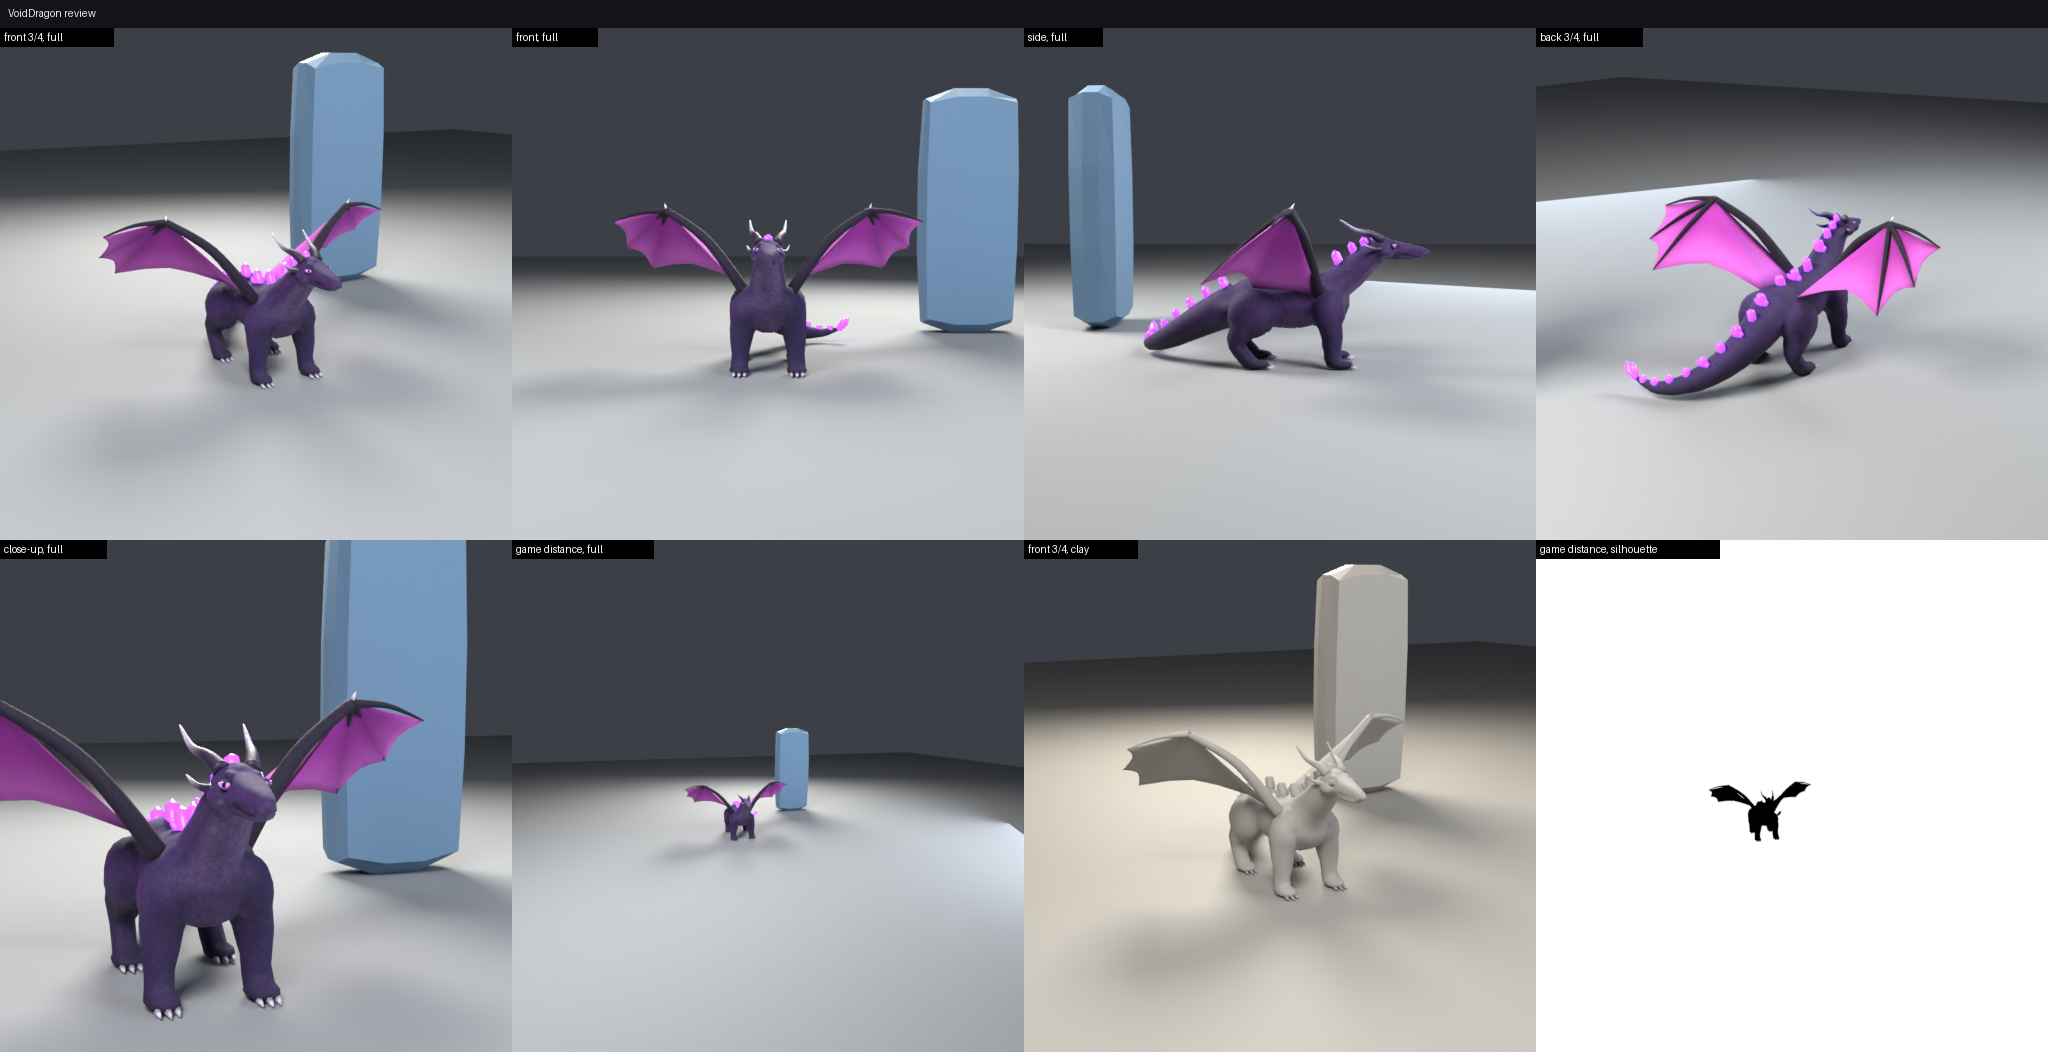 VoidDragon review
front 3/4, full
front, full
side, full
back 3/4, full
close-up, full
game distance, full
front 3/4, clay
game distance, silhouette